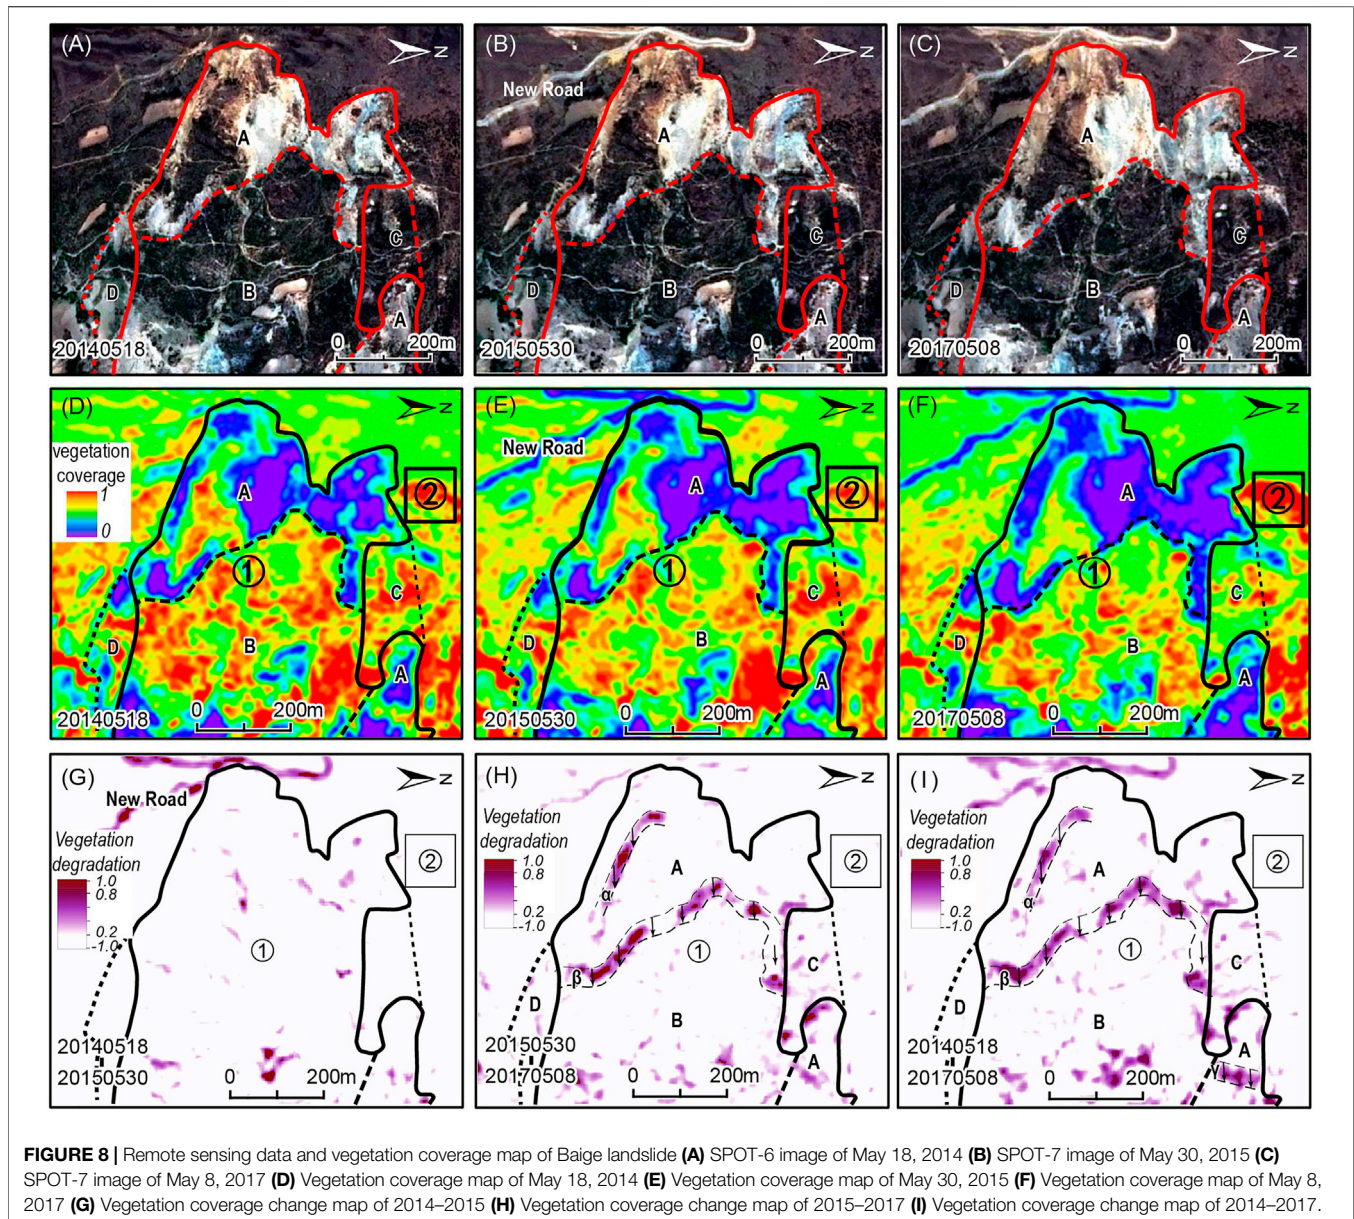 (A)
N
A
B
C
D
A
20140518
0 200m
(B)
N
New Road
A
B
C
D
A
20150530
0 200m
(C)
N
A
B
C
D
A
20170508
0 200m
(D)
N
vegetation
coverage
1
0
A
②
①
C
B
D
A
20140518
0 200m
(E)
N
New Road
A
②
①
C
B
D
A
20150530
0 200m
(F)
N
A
②
①
C
B
D
A
20170508
0 200m
(G)
N
New Road
Vegetation
degradation
1.0
0.8
0.2
-1.0
②
①
20140518
20150530
0 200m
(H)
N
Vegetation
degradation
1.0
0.8
0.2
-1.0
α
A
②
①
β
C
D
B
20150530
20170508
A
0 200m
(I)
N
Vegetation
degradation
1.0
0.8
0.2
-1.0
α
A
②
①
β
C
D
B
20140518
20170508
A
γ
0 200m
FIGURE 8 | Remote sensing data and vegetation coverage map of Baige landslide (A) SPOT-6 image of May 18, 2014 (B) SPOT-7 image of May 30, 2015 (C)
SPOT-7 image of May 8, 2017 (D) Vegetation coverage map of May 18, 2014 (E) Vegetation coverage map of May 30, 2015 (F) Vegetation coverage map of May 8,
2017 (G) Vegetation coverage change map of 2014–2015 (H) Vegetation coverage change map of 2015–2017 (I) Vegetation coverage change map of 2014–2017.